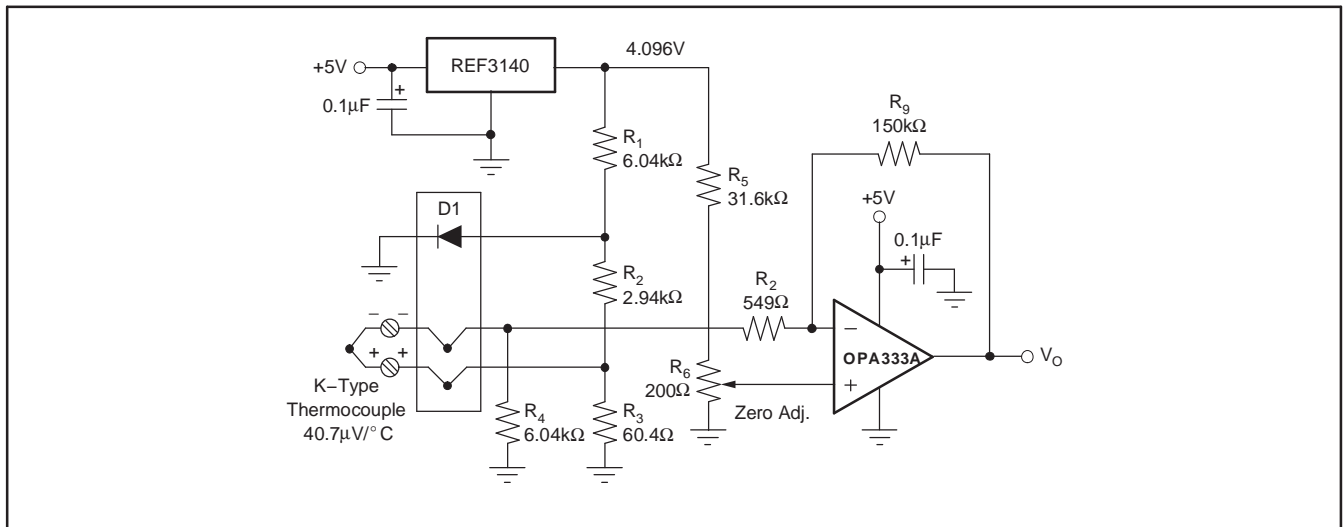 4.096V
+5V
REF3140
+
0.1μF
R1
6.04kΩ
R5
31.6kΩ
R9
150kΩ
D1
+5V
0.1μF
+
R2
2.94kΩ
R2
549Ω
− −
+ +
−
OPA333A
+
VO
R6
200Ω
Zero Adj.
K−Type
Thermocouple
40.7μV/°C
R4
6.04kΩ
R3
60.4Ω